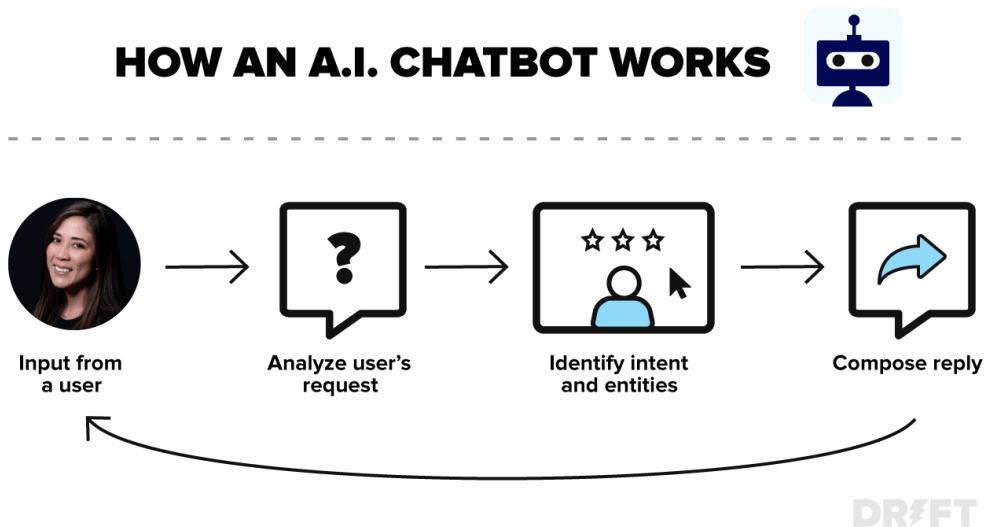 HOW AN A.I. CHATBOT WORKS
Input from
a user
Analyze user's
request
Identify intent
and entities
Compose reply
DRIFT